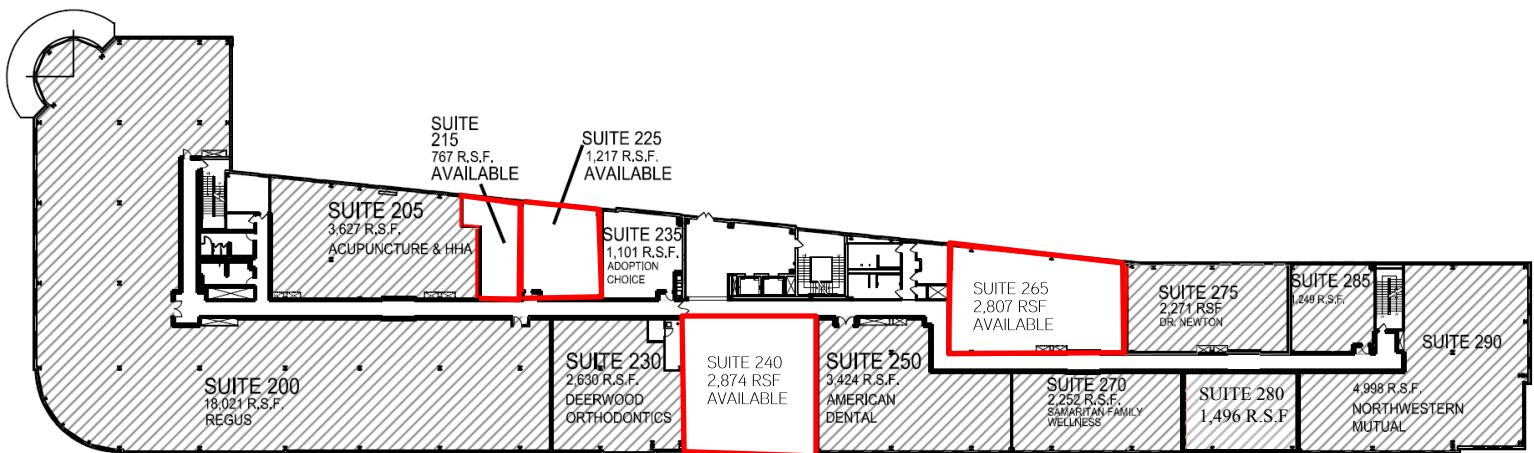 SUITE
215
767 R.S.F.
AVAILABLE
SUITE 225
1,217 R.S.F.
AVAILABLE
SUITE 205
3,627 R.S.F.
ACUPUNCTURE & HHA
SUITE 235
1,101 R.S.F.
ADOPTION
CHOICE
SUITE 265
2,807 RSF
AVAILABLE
SUITE 275
2,271 RSF
DR. NEWTON
SUITE 285
1,249 R.S.F.
SUITE 290
4,998 R.S.F.
NORTHWESTERN
MUTUAL
SUITE 200
18,021 R.S.F.
REGUS
SUITE 230
2,630 R.S.F.
DEERWOOD
ORTHODONTICS
SUITE 240
2,874 RSF
AVAILABLE
SUITE 250
3,424 R.S.F.
AMERICAN
DENTAL
SUITE 270
2,252 R.S.F.
SAMARITAN FAMILY
WELLNESS
SUITE 280
1,496 R.S.F